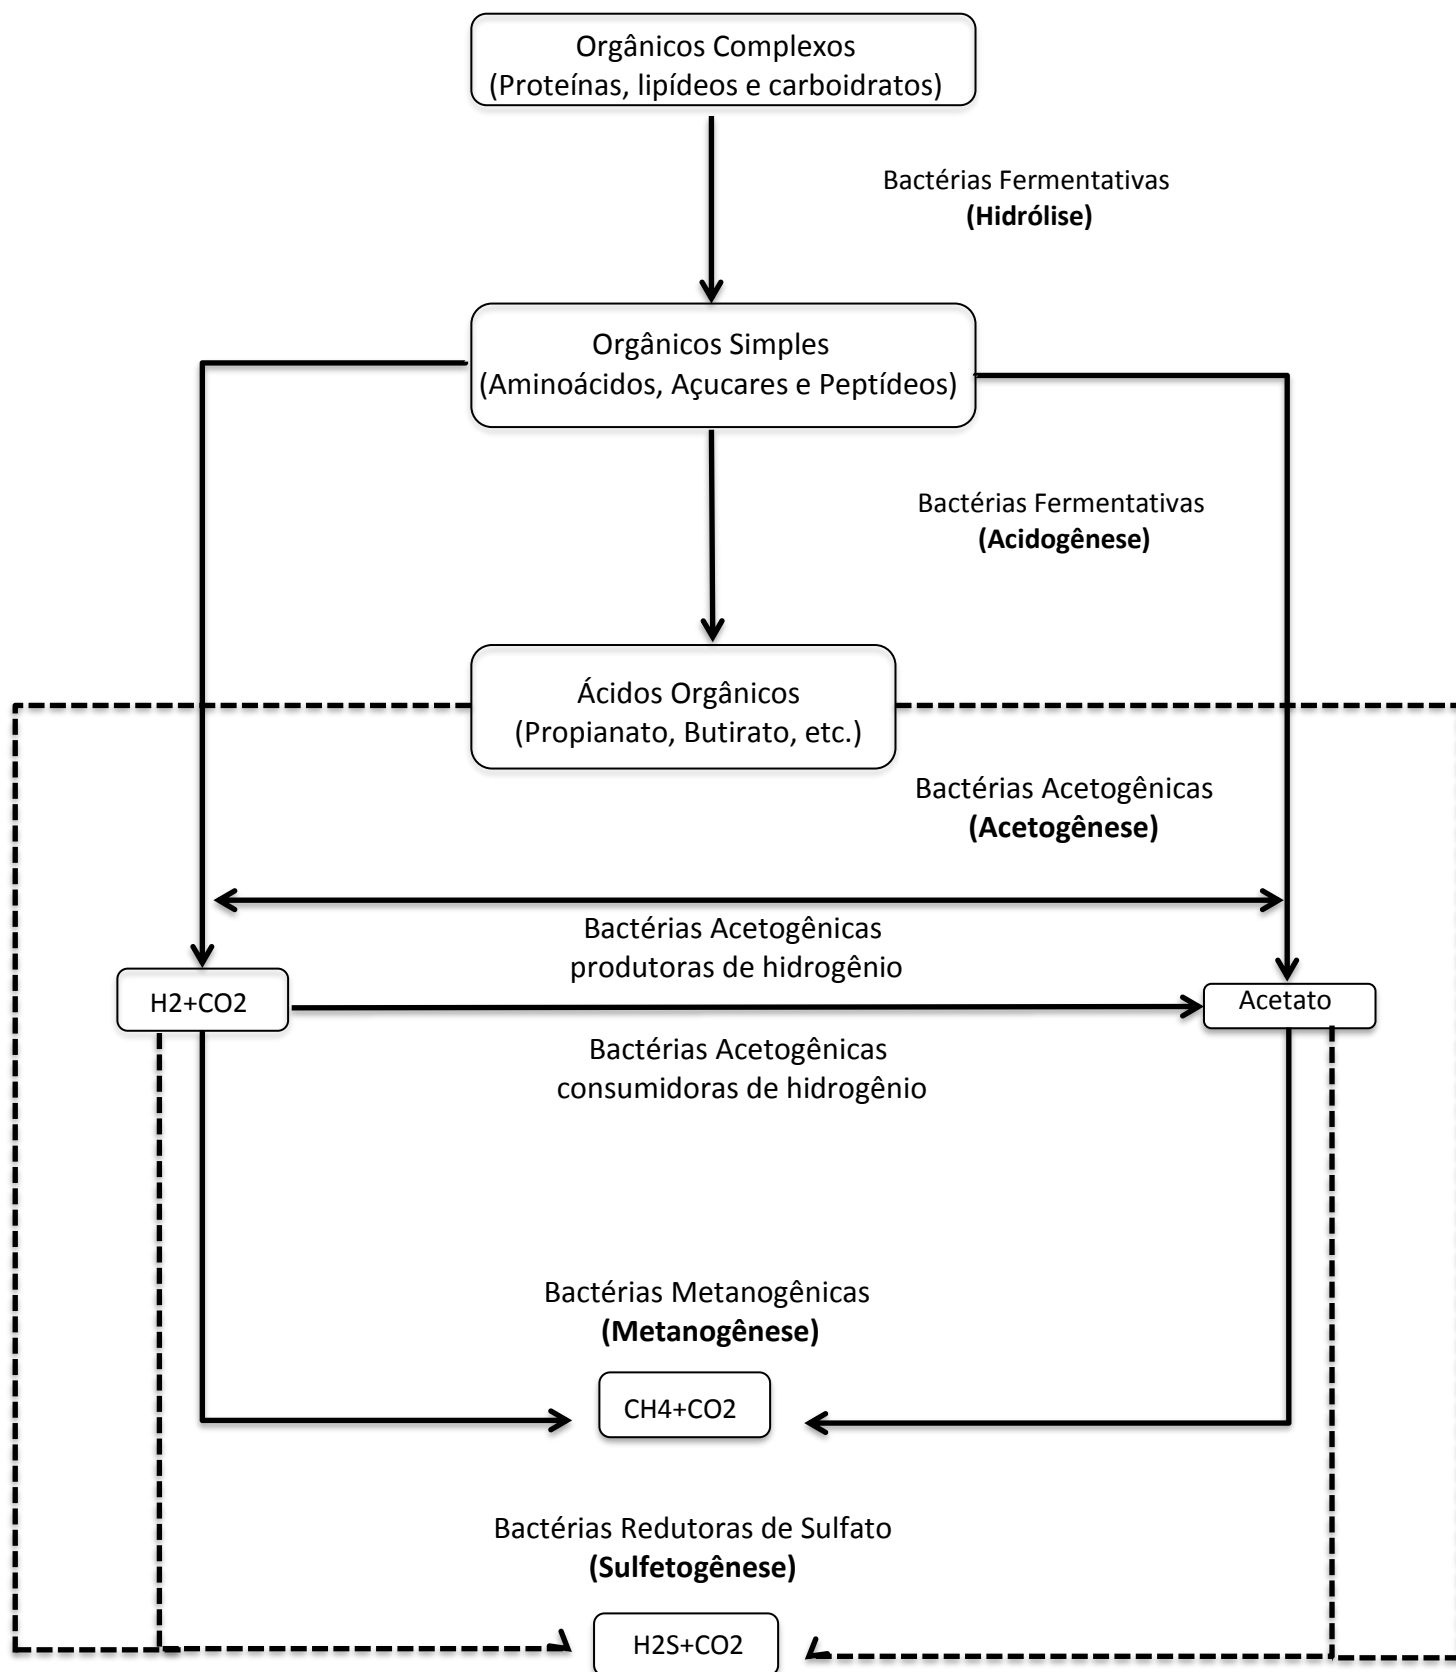 Orgânicos Complexos
(Proteínas, lipídeos e carboidratos)
Bactérias Fermentativas
(Hidrólise)
Orgânicos Simples
(Aminoácidos, Açucares e Peptídeos)
Bactérias Fermentativas
(Acidogênese)
Ácidos Orgânicos
(Propianato, Butirato, etc.)
Bactérias Acetogênicas
(Acetogênese)
Bactérias Acetogênicas
produtoras de hidrogênio
H2+CO2
Acetato
Bactérias Acetogênicas
consumidoras de hidrogênio
Bactérias Metanogênicas
(Metanogênese)
CH4+CO2
Bactérias Redutoras de Sulfato
(Sulfetogênese)
H2S+CO2